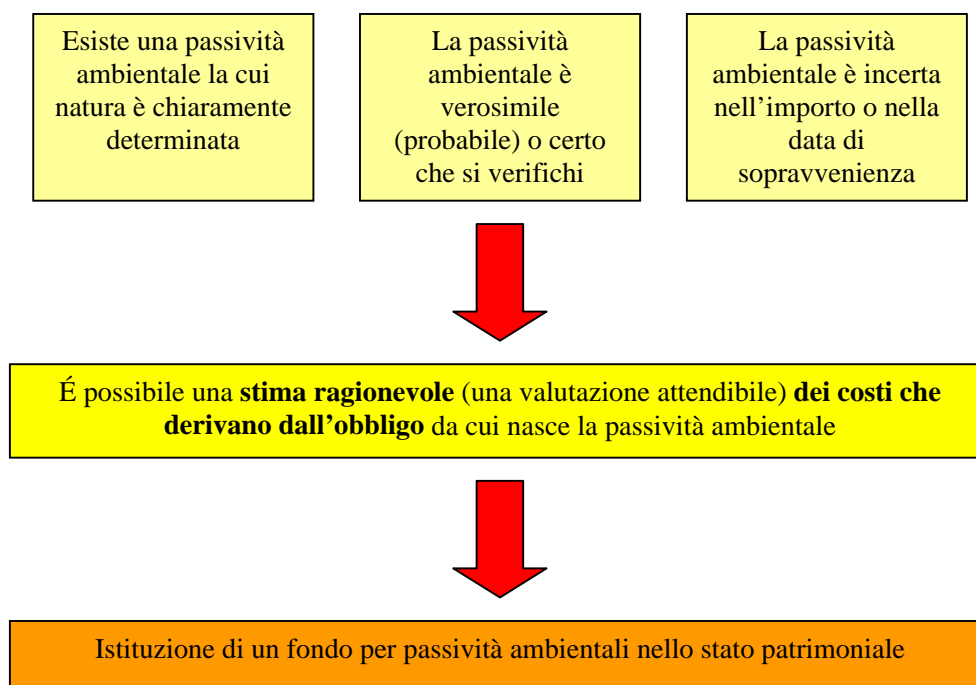 Esiste una passività
ambientale la cui
natura è chiaramente
determinata
La passività
ambientale è
verosimile
(probabile) o certo
che si verifichi
La passività
ambientale è incerta
nell’importo o nella
data di
sopravvenienza
É possibile una stima ragionevole (una valutazione attendibile) dei costi che
derivano dall’obbligo da cui nasce la passività ambientale
Istituzione di un fondo per passività ambientali nello stato patrimoniale